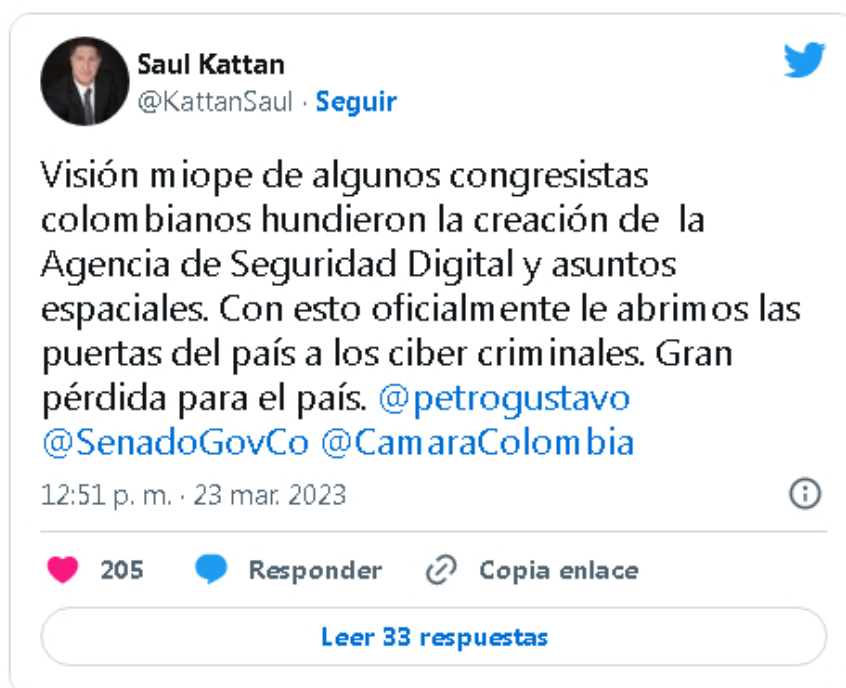 Saul Kattan
@KattanSaul · Seguir
Visión miope de algunos congresistas
colombianos hundieron la creación de  la
Agencia de Seguridad Digital y asuntos
espaciales. Con esto oficialmente le abrimos las
puertas del país a los ciber criminales. Gran
pérdida para el país. @petrogustavo
@SenadoGovCo @CamaraColombia
12:51 p. m. · 23 mar. 2023
205 Responder Copia enlace
Leer 33 respuestas